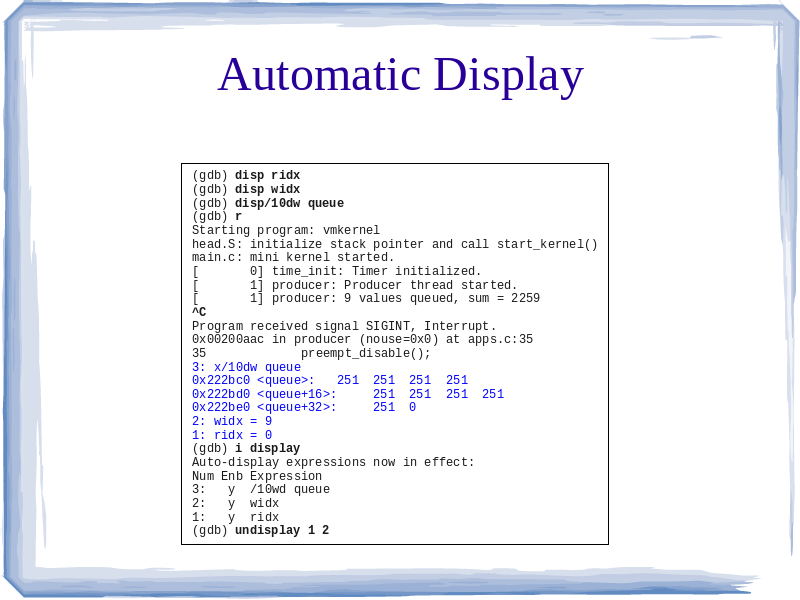 Automatic Display
(gdb) disp ridx
(gdb) disp widx
(gdb) disp/10dw queue
(gdb) r
Starting program: vmkernel
head.S: initialize stack pointer and call start_kernel()
main.c: mini kernel started.
[       0] time_init: Timer initialized.
[       1] producer: Producer thread started.
[       1] producer: 9 values queued, sum = 2259
^C
Program received signal SIGINT, Interrupt.
0x00200aac in producer (nouse=0x0) at apps.c:35
35             preempt_disable();
3: x/10dw queue
0x222bc0 <queue>:   251  251  251  251
0x222bd0 <queue+16>:     251  251  251  251
0x222be0 <queue+32>:     251  0
2: widx = 9
1: ridx = 0
(gdb) i display
Auto-display expressions now in effect:
Num Enb Expression
3:   y  /10wd queue
2:   y  widx
1:   y  ridx
(gdb) undisplay 1 2